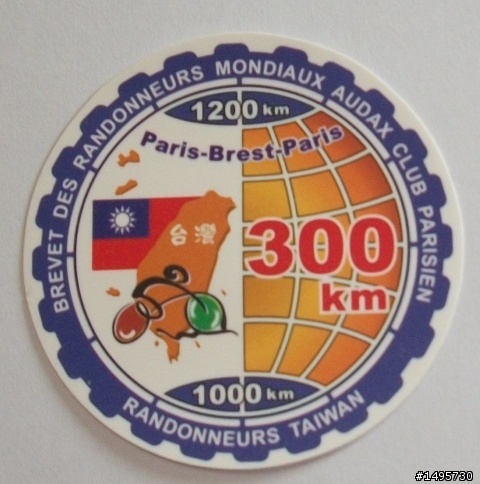 BREVET DES RANDONNEURS MONDIAUX AUDAX CLUB PARISIEN
1200 km
Paris-Brest-Paris
台灣
300
km
1000 km
RANDONNEURS TAIWAN
#1495730